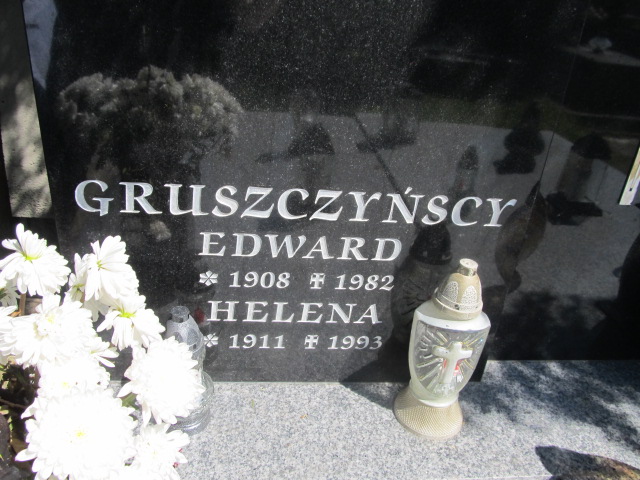 GRUSZCZYŃSCY
EDWARD
* 1908 ✝ 1982
HELENA
* 1911 ✝ 1993